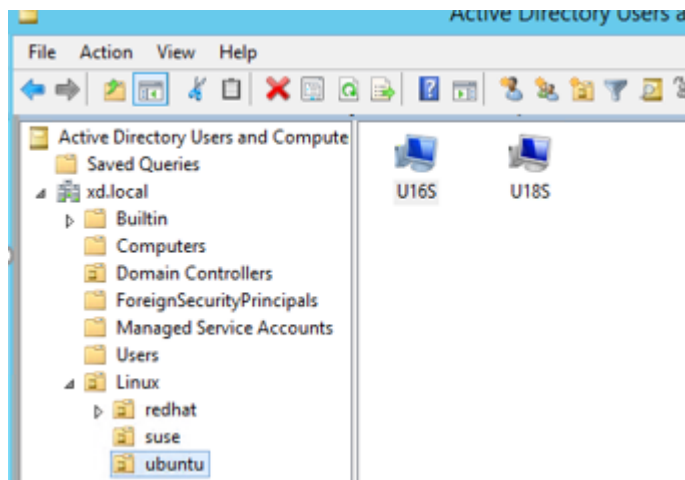 Active Directory Users a
File Action View Help
Active Directory Users and Compute
Saved Queries
xd.local
Builtin
Computers
Domain Controllers
ForeignSecurityPrincipals
Managed Service Accounts
Users
Linux
redhat
suse
ubuntu
U16S U18S